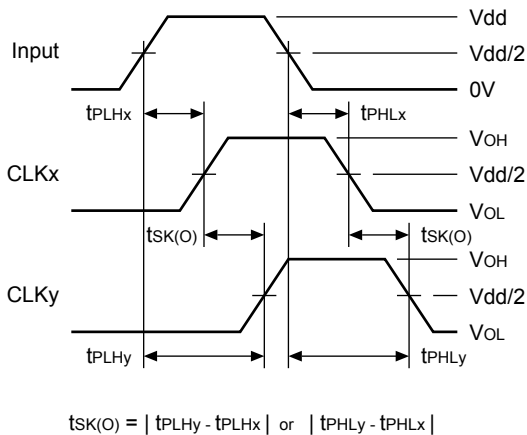 Vdd
Input
Vdd/2
0V
tPLHx
tPHLx
VOH
CLKx
Vdd/2
VOL
tSK(O)
tSK(O)
VOH
CLKy
Vdd/2
VOL
tPLHy
tPHLy
tSK(O) = | tPLHy - tPLHx | or | tPHLy - tPHLx |